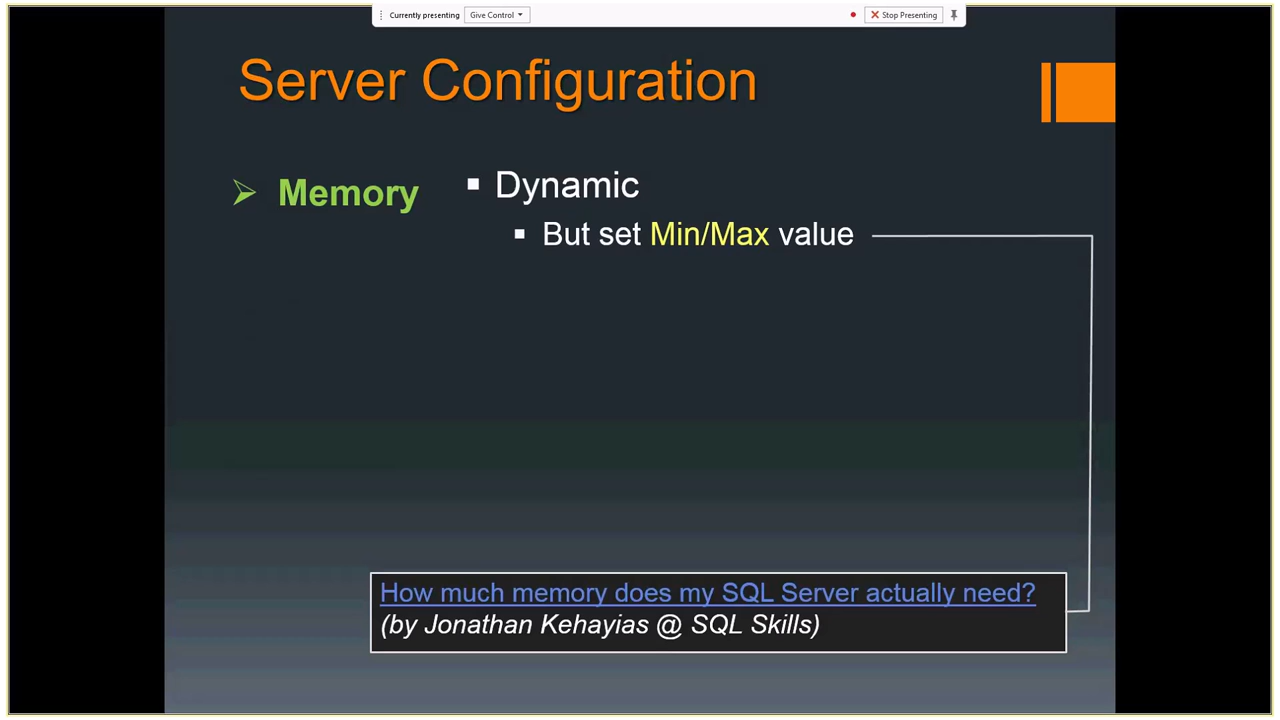 Currently presenting Give Control Stop Presenting
Server Configuration
Memory
Dynamic
But set Min/Max value
How much memory does my SQL Server actually need?
(by Jonathan Kehayias @ SQL Skills)